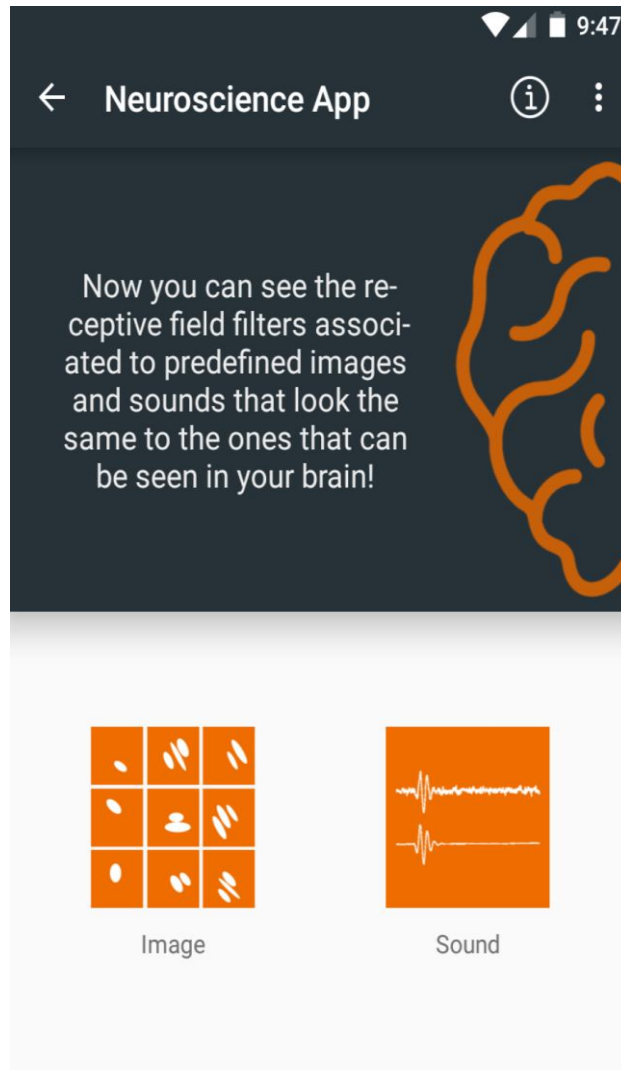 9:47
Neuroscience App
Now you can see the re-
ceptive field filters associ-
ated to predefined images
and sounds that look the
same to the ones that can
be seen in your brain!
Image
Sound